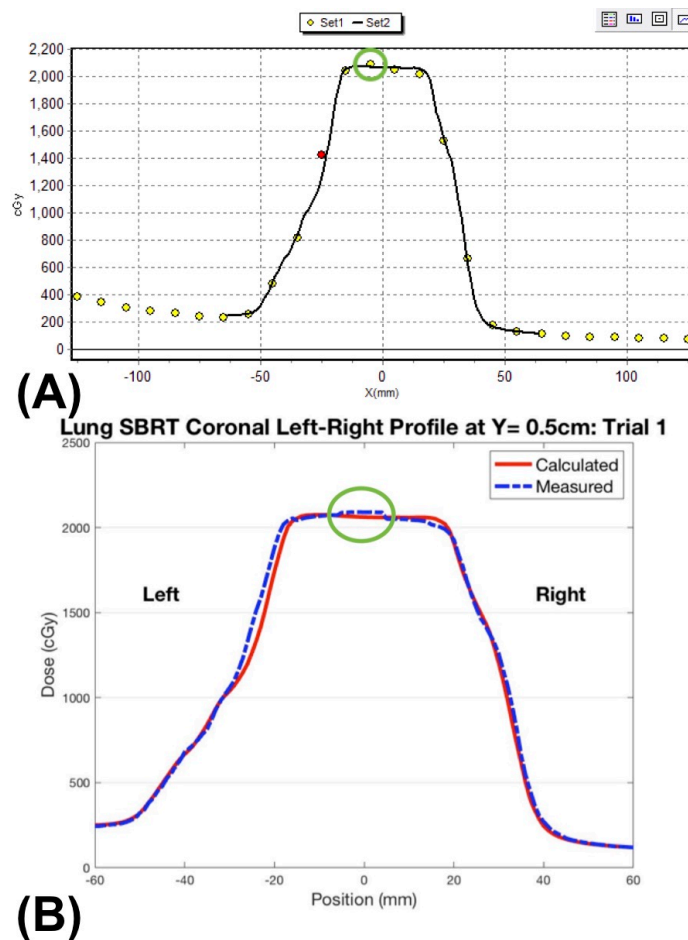 Set1 Set2
2,200
2,000
1,800
1,600
1,400
1,200
1,000
800
600
400
200
0
cGy
-100 -50 0 50 100
X(mm)
(A)
Lung SBRT Coronal Left-Right Profile at Y= 0.5cm: Trial 1
2500
2000
1500
1000
500
0
Dose (cGy)
Calculated
Measured
Left Right
-60 -40 -20 0 20 40 60
Position (mm)
(B)